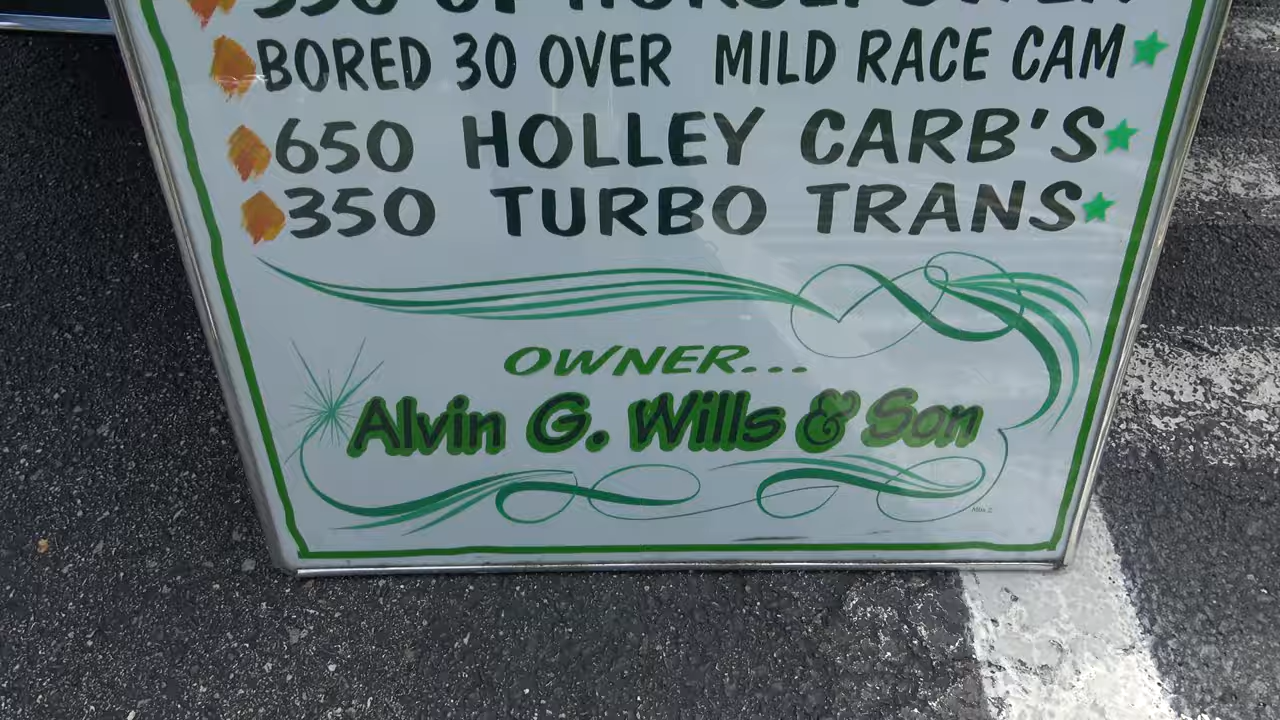 BORED 30 OVER MILD RACE CAM
650 HOLLEY CARB'S
350 TURBO TRANS
OWNER...
Alvin G. Wills & Son